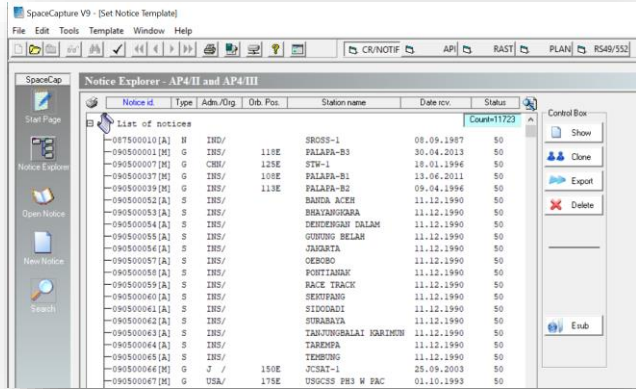 SpaceCapture V9 - [Set Notice Template]
File Edit Tools Template Window Help
CR/NOTIF API RAST PLAN RS49/552
SpaceCap
Notice Explorer - AP4/II and AP4/III
Start Page
Notice Explorer
Open Notice
New Notice
Search
Notice id. Type Adm./Org. Orb. Pos. Station name Date rcv. Status
List of notices Count=11723
087500010[A] N IND/ SROSS-1 08.09.1987 50
090500001[M] G INS/ 118E PALAPA-B3 30.04.2013 50
090500007[M] G CHN/ 125E STW-1 18.01.1996 50
090500037[M] G INS/ 108E PALAPA-B1 13.06.2011 50
090500039[M] G INS/ 113E PALAPA-B2 09.04.1996 50
090500052[A] S INS/ BANDA ACEH 11.12.1990 50
090500053[A] S INS/ BHAYANGKARA 11.12.1990 50
090500054[A] S INS/ DENDENGAN DALAM 11.12.1990 50
090500055[A] S INS/ GUNUNG BELAH 11.12.1990 50
090500056[A] S INS/ JAKARTA 11.12.1990 50
090500057[A] S INS/ OEBOBO 11.12.1990 50
090500058[A] S INS/ PONTIANAK 11.12.1990 50
090500059[A] S INS/ RACE TRACK 11.12.1990 50
090500060[A] S INS/ SEKUPANG 11.12.1990 50
090500061[A] S INS/ SIDODADI 11.12.1990 50
090500062[A] S INS/ SURABAYA 11.12.1990 50
090500063[A] S INS/ TANJUNGBALAI KARIMUN 11.12.1990 50
090500064[A] S INS/ TAREMPA 11.12.1990 50
090500065[A] S INS/ TEMBUNG 11.12.1990 50
090500066[M] G J / 150E JCSAT-1 25.09.2003 50
090500067[M] G USA/ 175E USGCSS PH3 W PAC 01.10.1993 50
Control Box
Show
Clone
Export
Delete
Esub